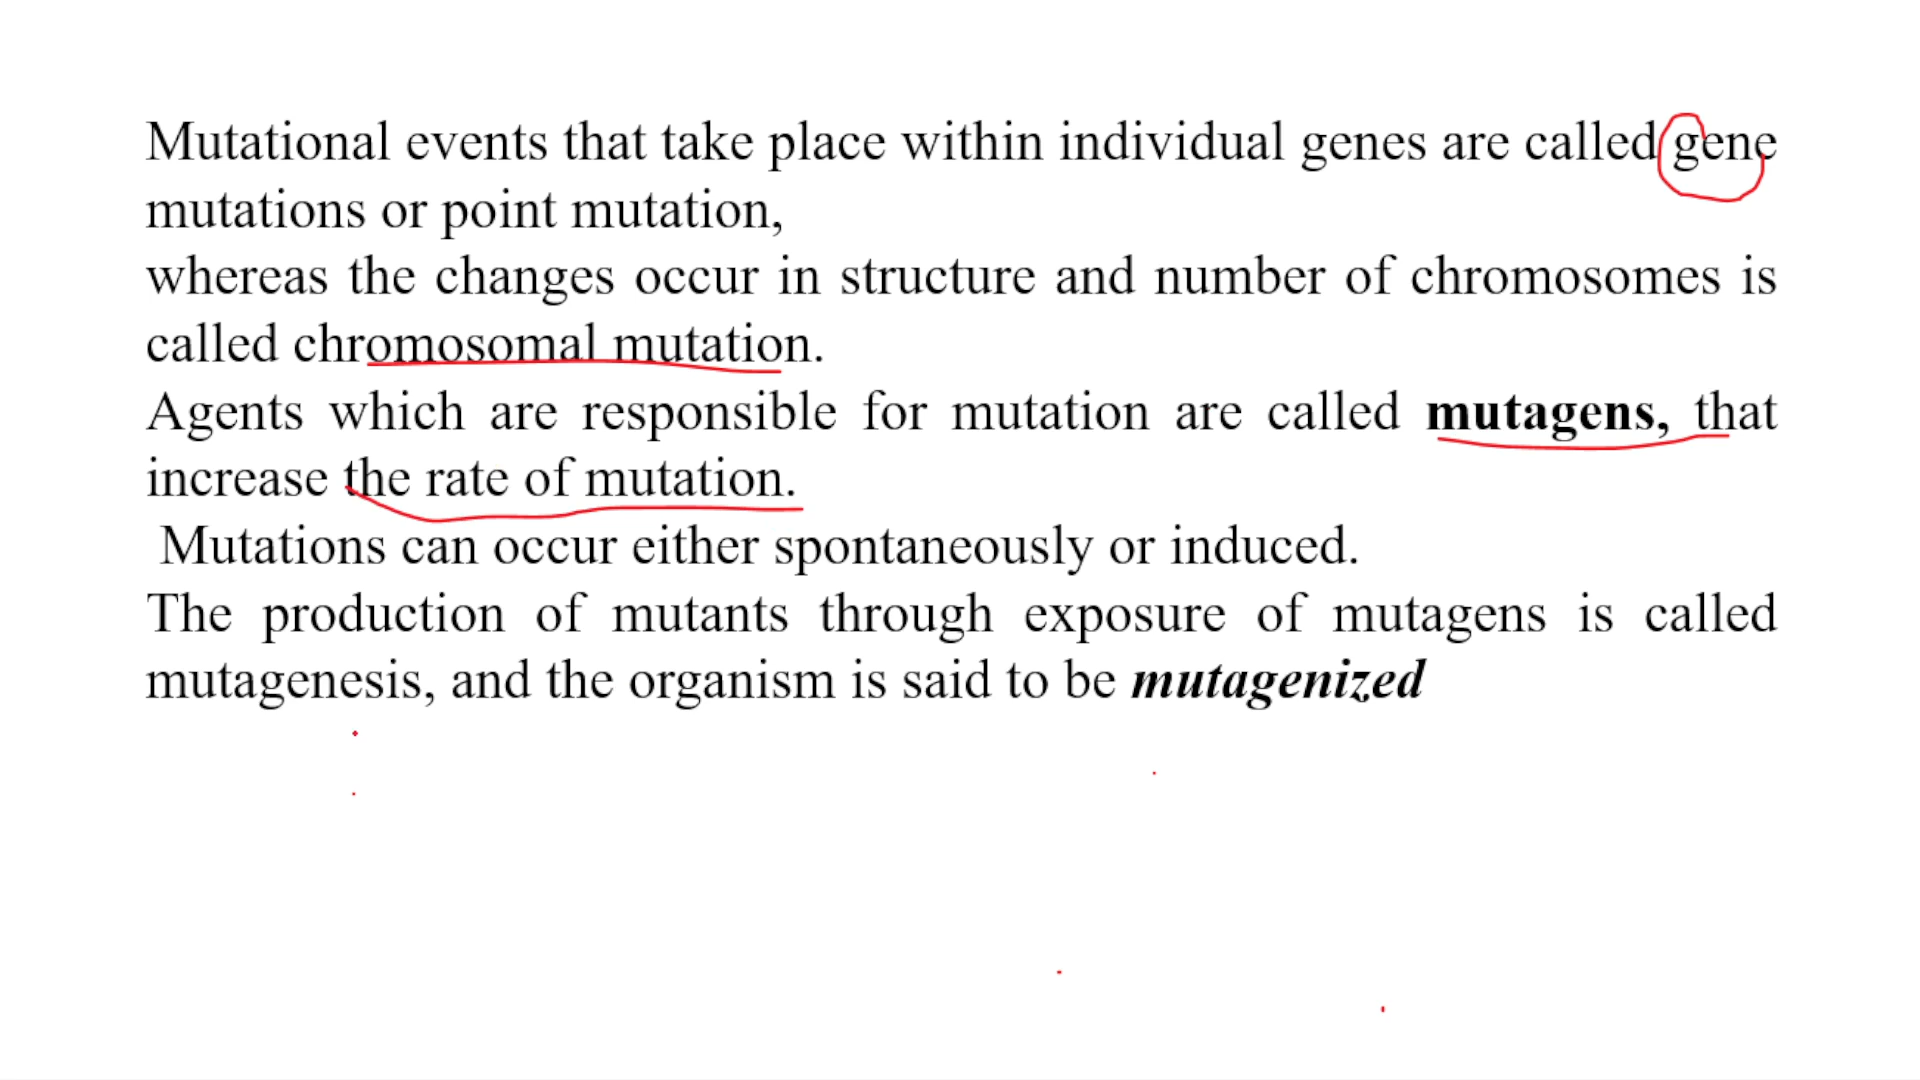 Mutational events that take place within individual genes are called gene
mutations or point mutation,
whereas the changes occur in structure and number of chromosomes is
called chromosomal mutation.
Agents which are responsible for mutation are called mutagens, that
increase the rate of mutation.
Mutations can occur either spontaneously or induced.
The production of mutants through exposure of mutagens is called
mutagenesis, and the organism is said to be mutagenized